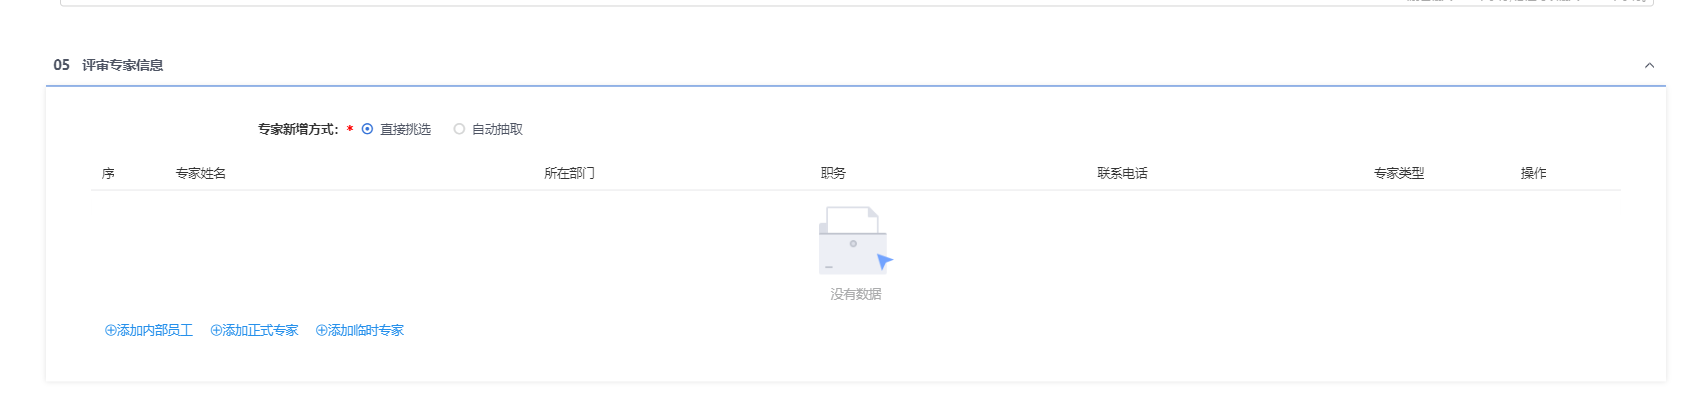 05 评审专家信息
专家新增方式: * 直接挑选 自动抽取
序 专家姓名 所在部门 职务 联系电话 专家类型 操作
没有数据
添加内部员工 添加正式专家 添加临时专家